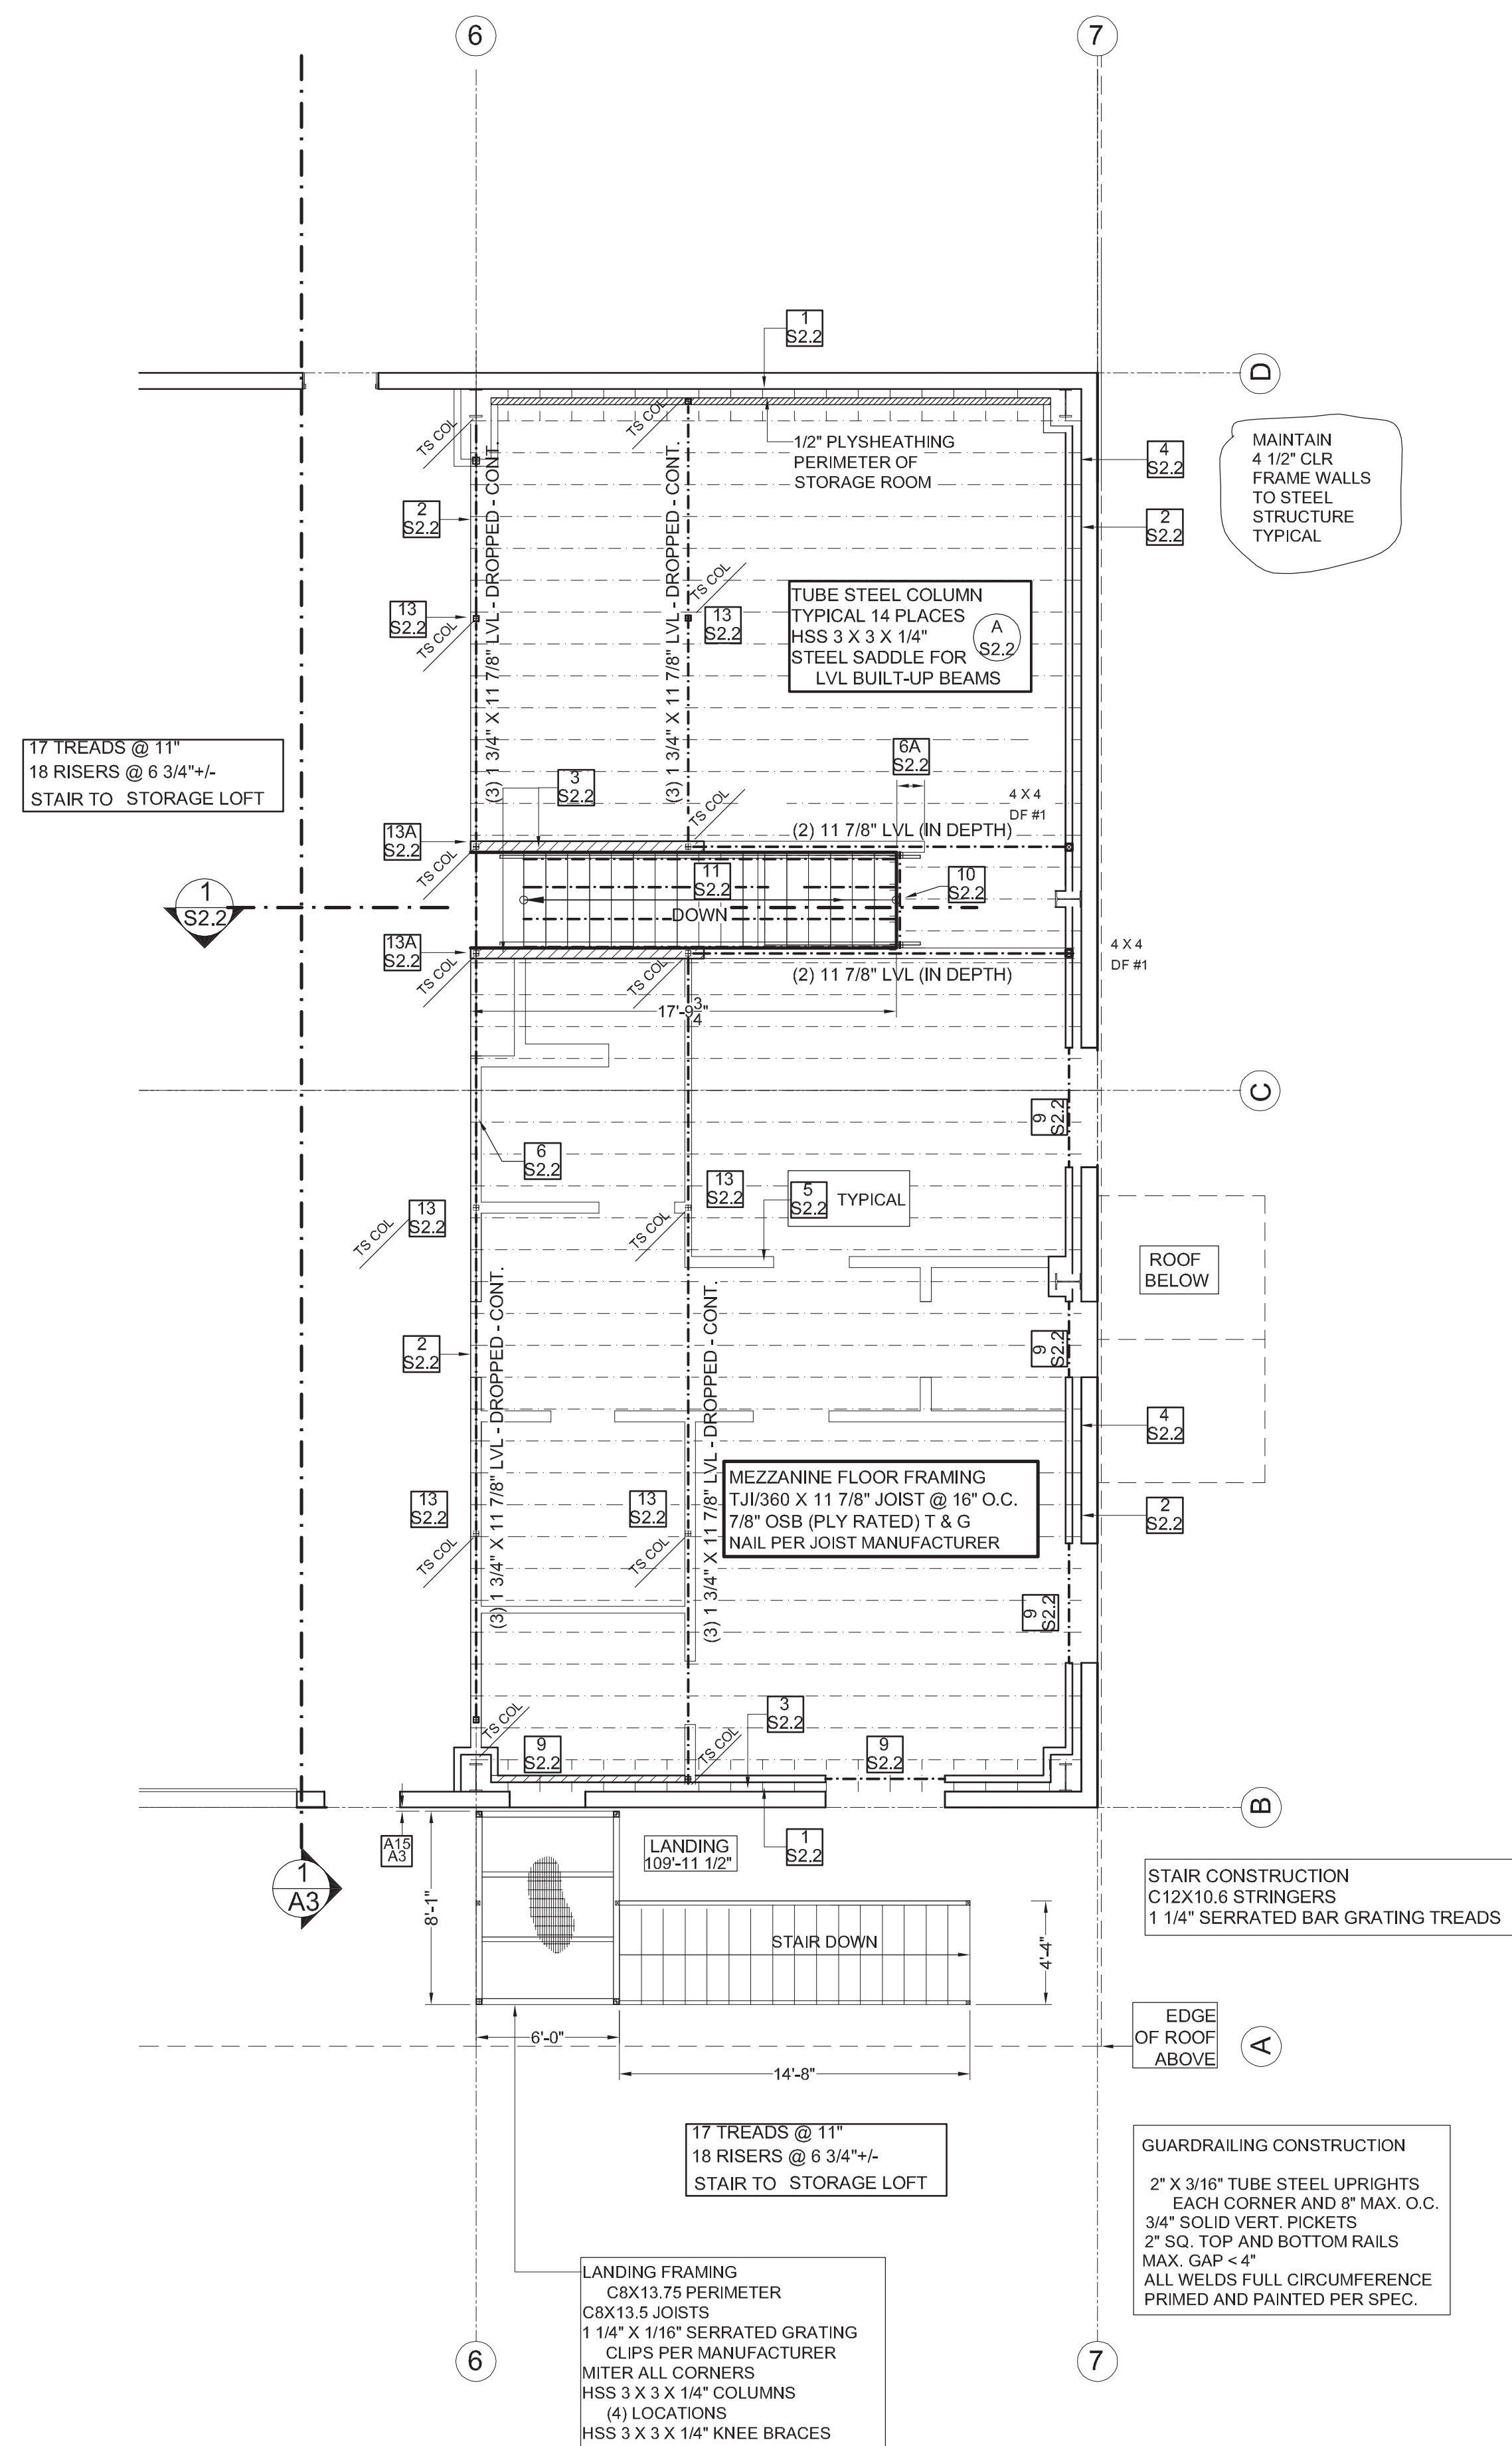 6
7
1
S2.2
D
TS COL
TS COL
1/2" PLYSHEATHING
PERIMETER OF
STORAGE ROOM
4
S2.2
MAINTAIN
4 1/2" CLR
FRAME WALLS
TO STEEL
STRUCTURE
TYPICAL
2
S2.2
2
S2.2
(3) 1 3/4" X 11 7/8" LVL - DROPPED - CONT.
(3) 1 3/4" X 11 7/8" LVL - DROPPED - CONT.
TS COL
13
S2.2
TS COL
13
S2.2
TUBE STEEL COLUMN
TYPICAL 14 PLACES
HSS 3 X 3 X 1/4"
STEEL SADDLE FOR
LVL BUILT-UP BEAMS
A
S2.2
17 TREADS @ 11"
18 RISERS @ 6 3/4"+/-
STAIR TO STORAGE LOFT
3
S2.2
6A
S2.2
4 X 4
DF #1
TS COL
(2) 11 7/8" LVL (IN DEPTH)
13A
S2.2
TS COL
11
S2.2
10
S2.2
DOWN
1
S2.2
13A
S2.2
TS COL
TS COL
4 X 4
DF #1
(2) 11 7/8" LVL (IN DEPTH)
17'-9 3/4"
C
9
S2.2
6
S2.2
13
S2.2
5
S2.2
TYPICAL
13
S2.2
TS COL
TS COL
ROOF
BELOW
(3) 1 3/4" X 11 7/8" LVL - DROPPED - CONT.
(3) 1 3/4" X 11 7/8" LVL - DROPPED - CONT.
2
S2.2
9
S2.2
4
S2.2
MEZZANINE FLOOR FRAMING
TJI/360 X 11 7/8" JOIST @ 16" O.C.
7/8" OSB (PLY RATED) T & G
NAIL PER JOIST MANUFACTURER
13
S2.2
13
S2.2
2
S2.2
TS COL
TS COL
9
S2.2
TS COL
3
S2.2
TS COL
9
S2.2
9
S2.2
B
A15
A3
LANDING
109'-11 1/2"
1
S2.2
1
A3
8'-1"
STAIR DOWN
4'-4"
STAIR CONSTRUCTION
C12X10.6 STRINGERS
1 1/4" SERRATED BAR GRATING TREADS
6'-0"
14'-8"
EDGE
OF ROOF
ABOVE
A
17 TREADS @ 11"
18 RISERS @ 6 3/4"+/-
STAIR TO STORAGE LOFT
GUARDRAILING CONSTRUCTION
2" X 3/16" TUBE STEEL UPRIGHTS
EACH CORNER AND 8" MAX. O.C.
3/4" SOLID VERT. PICKETS
2" SQ. TOP AND BOTTOM RAILS
MAX. GAP < 4"
ALL WELDS FULL CIRCUMFERENCE
PRIMED AND PAINTED PER SPEC.
LANDING FRAMING
C8X13.75 PERIMETER
C8X13.5 JOISTS
1 1/4" X 1/16" SERRATED GRATING
CLIPS PER MANUFACTURER
MITER ALL CORNERS
HSS 3 X 3 X 1/4" COLUMNS
(4) LOCATIONS
HSS 3 X 3 X 1/4" KNEE BRACES
6
7